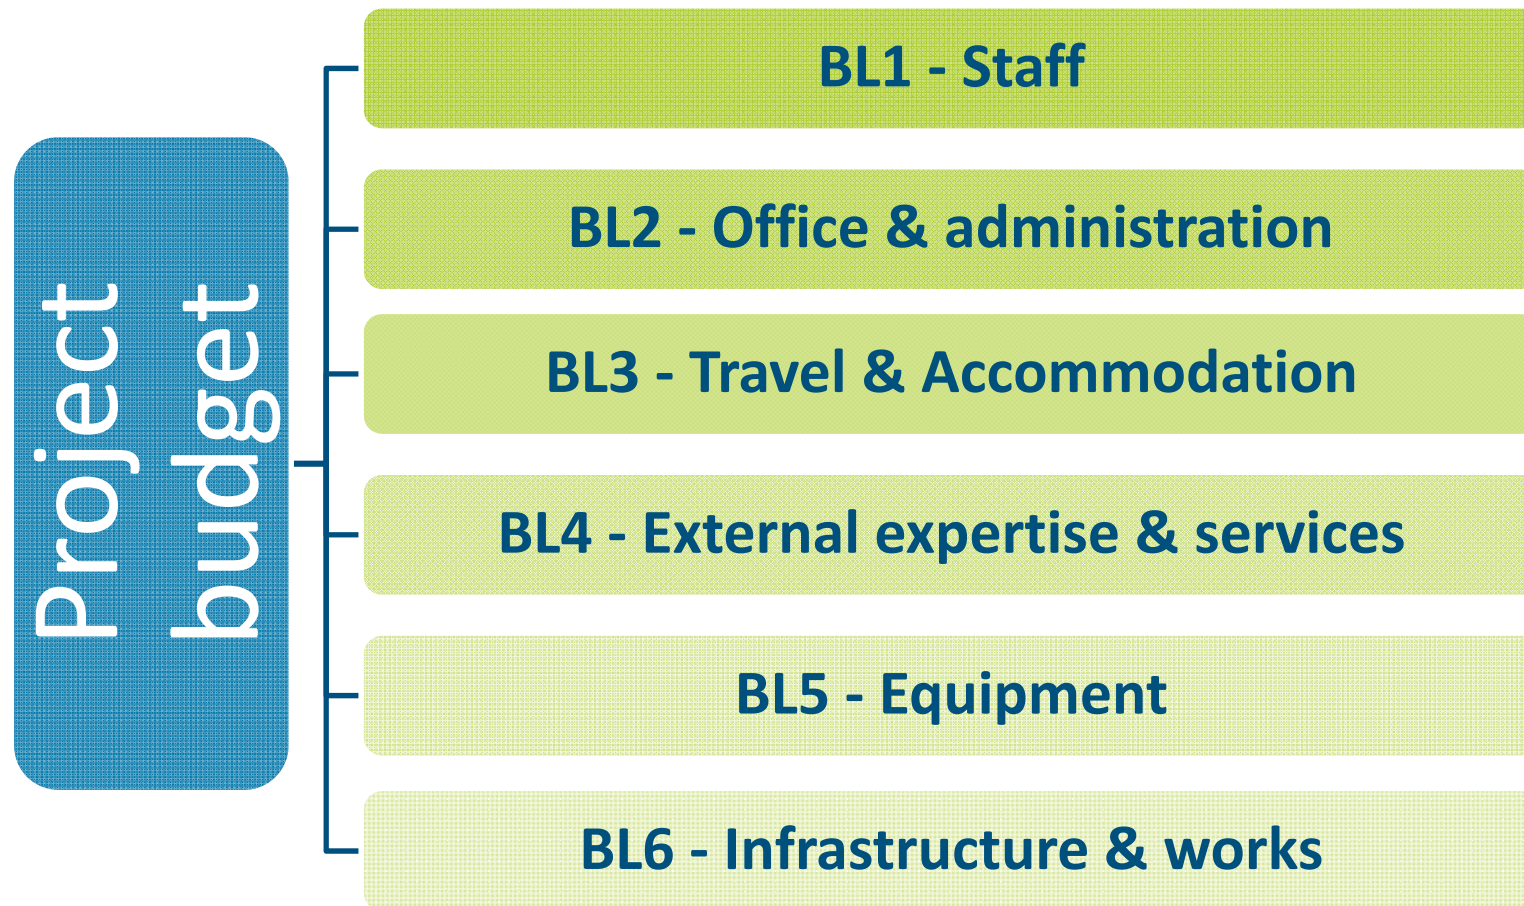 Project
budget
BL1 - Staff
BL2 - Office & administration
BL3 - Travel & Accommodation
BL4 - External expertise & services
BL5 - Equipment
BL6 - Infrastructure & works